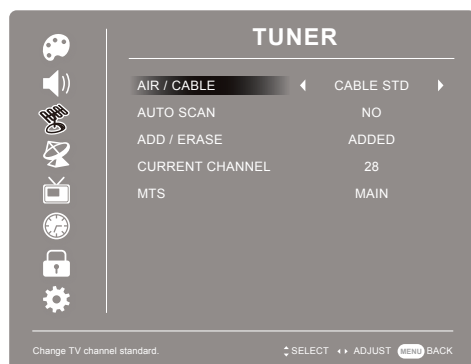 TUNER
AIR / CABLE CABLE STD
AUTO SCAN NO
ADD / ERASE ADDED
CURRENT CHANNEL 28
MTS MAIN
Change TV channel standard. SELECT ADJUST MENU BACK